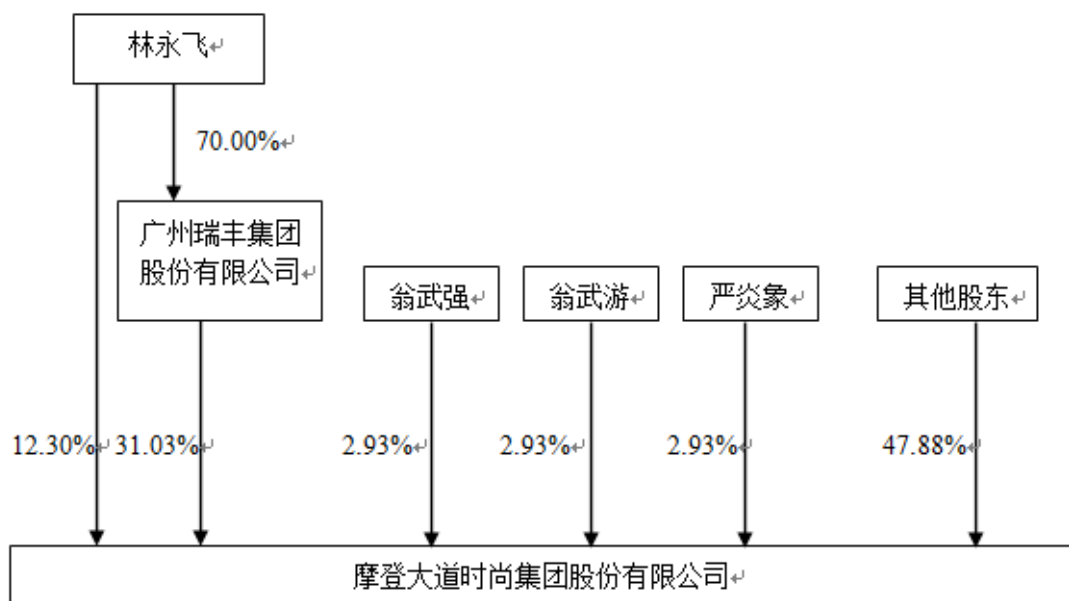 林永飞
70.00%
广州瑞丰集团
股份有限公司
翁武强
翁武游
严炎象
其他股东
12.30%
31.03%
2.93%
2.93%
2.93%
47.88%
摩登大道时尚集团股份有限公司